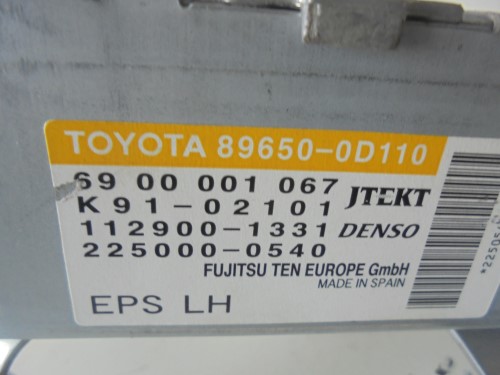 TOYOTA 89650-0D110
69 00 001 067 JTEKT
K91-02101
112900-1331 DENSO
225000-0540
FUJITSU TEN EUROPE GmbH
MADE IN SPAIN
EPS LH